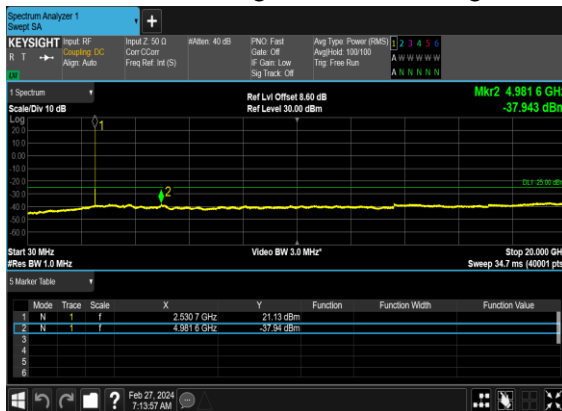 Spectrum Analyzer 1
Swept SA
+
KEYSIGHT Input: RF Input Z: 50 Ω #Atten: 40 dB PNO: Fast Avg Type: Power (RMS) 1 2 3 4 5 6
R T Coupling: DC Corr CCorr Gate: Off Avg|Hold: 100/100 A W W W W W
Align: Auto Freq Ref: Int (S) IF Gain: Low Trig: Free Run
LXI Sig Track: Off A N N N N N
1 Spectrum Ref Lvl Offset 8.60 dB Mkr2 4.981 6 GHz
Scale/Div 10 dB Ref Level 30.00 dBm -37.943 dBm
Log
20.0
1
10.0
0.00
-10.0
-20.0
DL1 -25.00 dBm
-30.0
2
-40.0
-50.0
-60.0
Start 30 MHz Video BW 3.0 MHz* Stop 20.000 GHz
#Res BW 1.0 MHz Sweep 34.7 ms (40001 pts)
5 Marker Table
Mode Trace Scale X Y Function Function Width Function Value
1 N 1 f 2.530 7 GHz 21.13 dBm
2 N 1 f 4.981 6 GHz -37.94 dBm
3
4
5
6
? Feb 27, 2024
7:13:57 AM